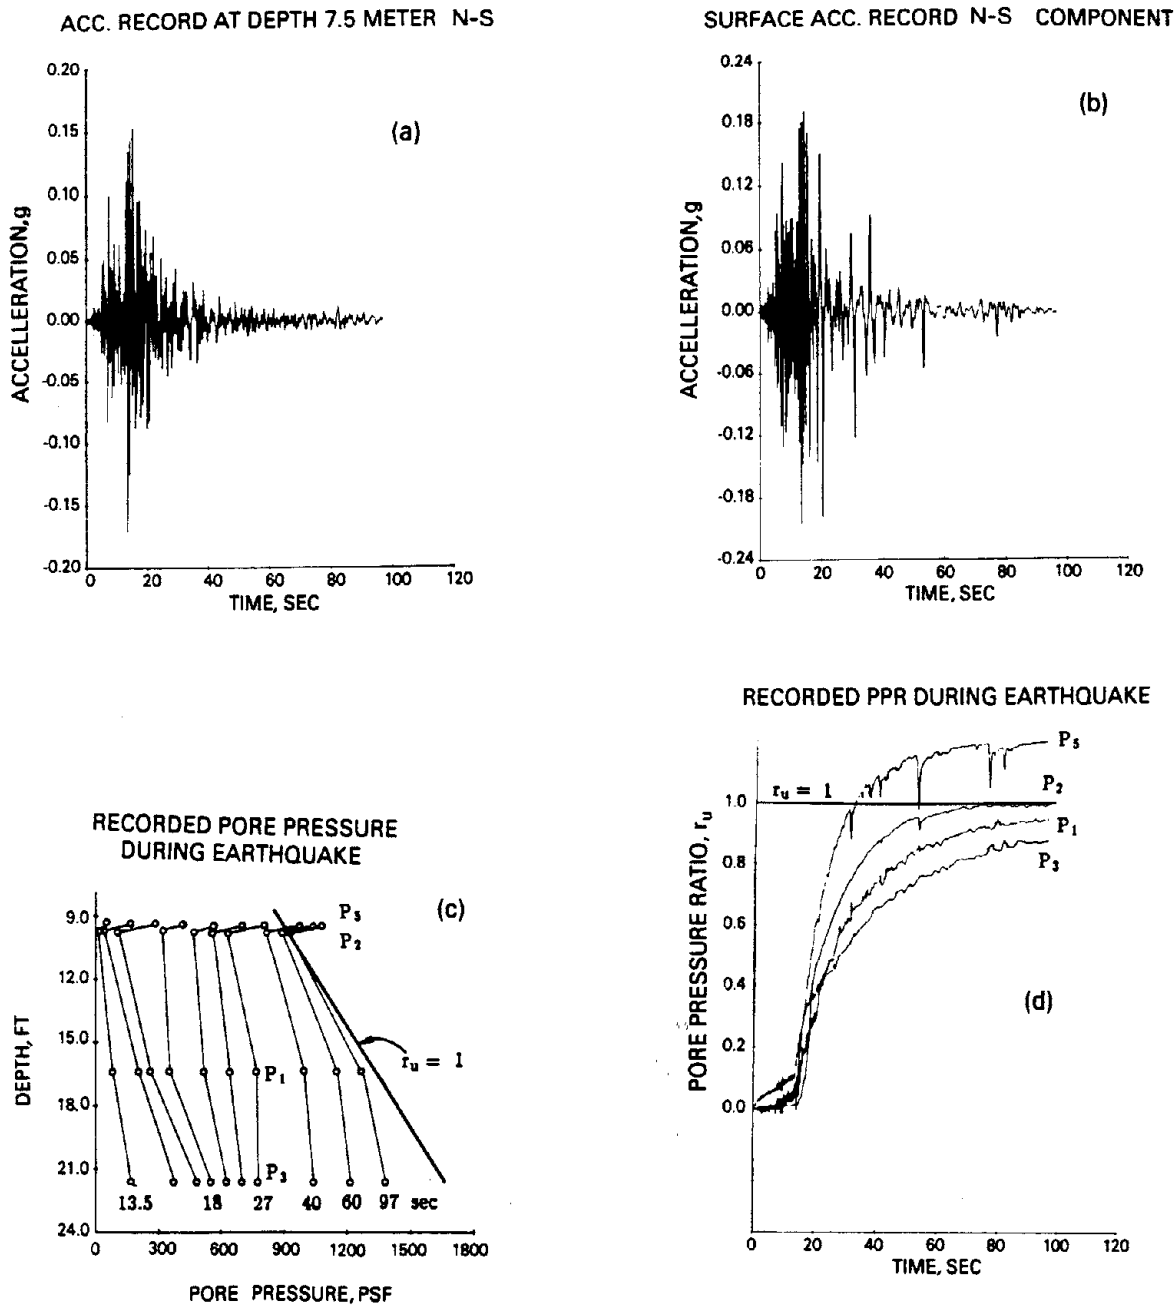 ACC. RECORD AT DEPTH 7.5 METER N-S
0.20
0.15
0.10
0.05
0.00
-0.05
-0.10
-0.15
-0.20
ACCELLERATION,g
(a)
0 20 40 60 80 100 120
TIME, SEC
SURFACE ACC. RECORD N-S COMPONENT
0.24
0.18
0.12
0.06
0.00
-0.06
-0.12
-0.18
-0.24
ACCELLERATION,g
(b)
0 20 40 60 80 100 120
TIME, SEC
RECORDED PORE PRESSURE
DURING EARTHQUAKE
(c)
9.0
12.0
15.0
18.0
21.0
24.0
DEPTH, FT
P5
P2
ru = 1
P1
P3
13.5 18 27 40 60 97 sec
0 300 600 900 1200 1500 1800
PORE PRESSURE, PSF
RECORDED PPR DURING EARTHQUAKE
P5
P2
ru = 1
P1
P3
1.0
0.8
0.6
0.4
0.2
0.0
PORE PRESSURE RATIO, ru
(d)
0 20 40 60 80 100 120
TIME, SEC